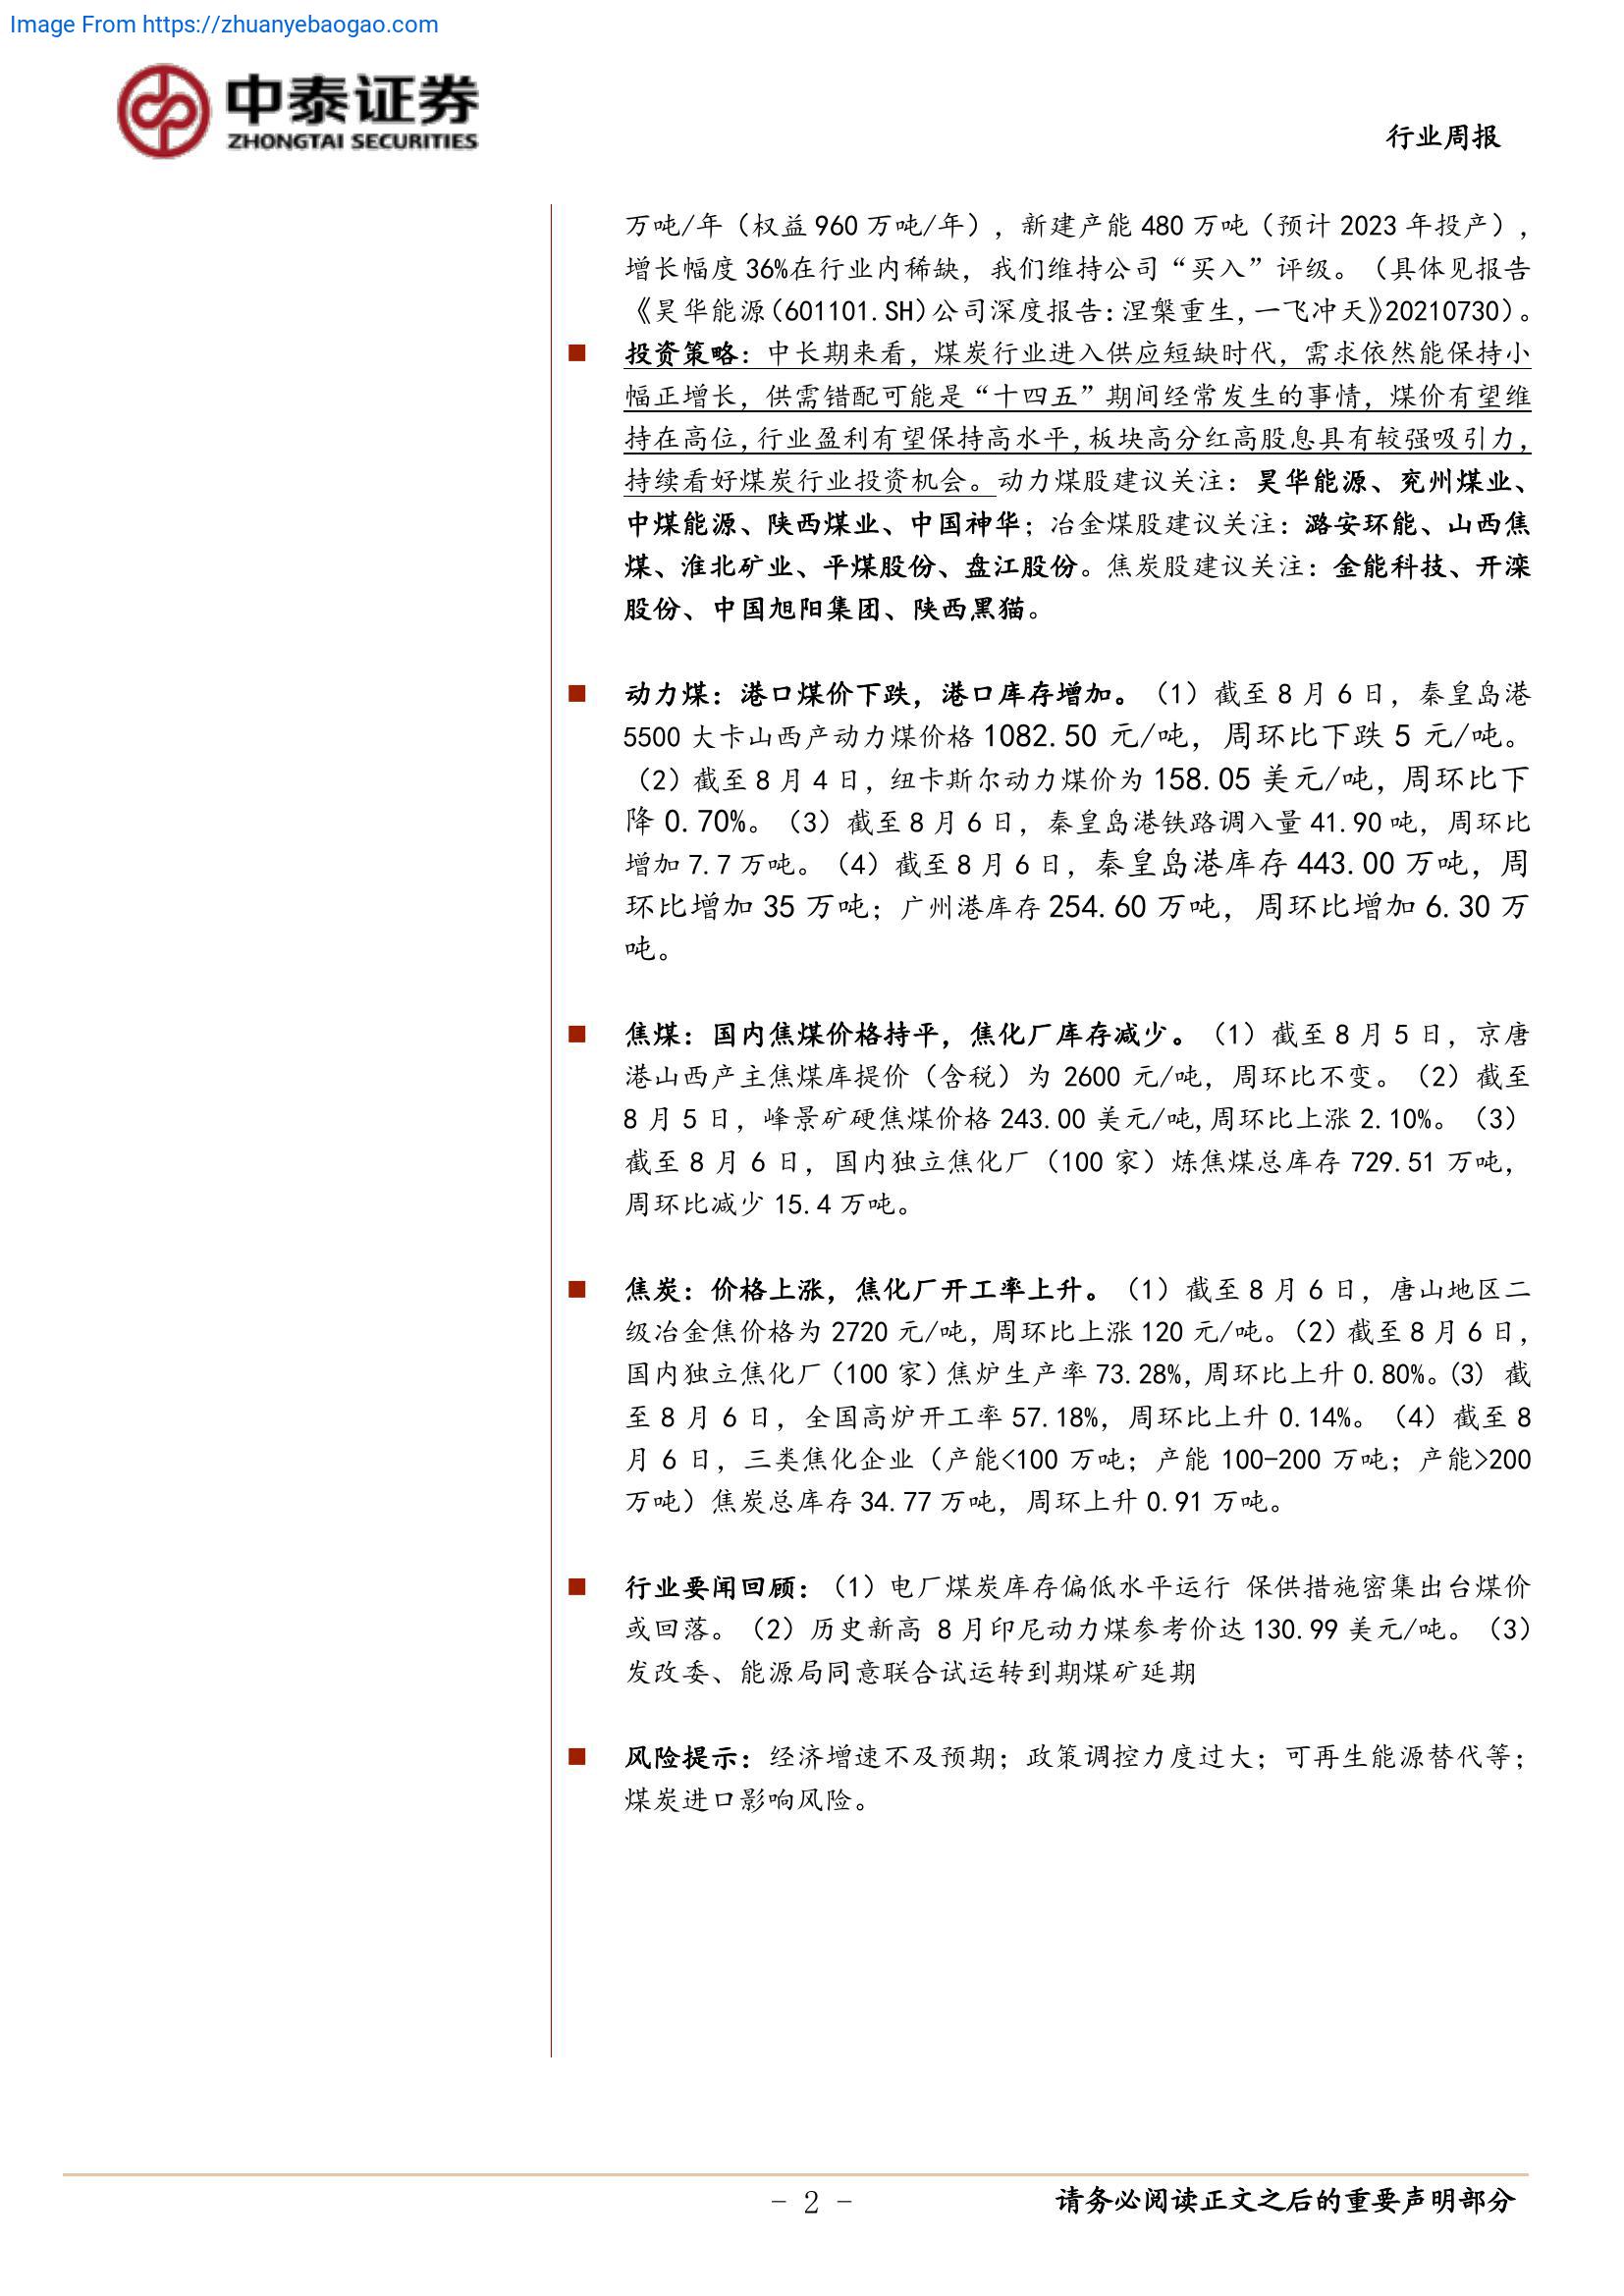 Image From https://zhuanyebaogao.com
中泰证券
ZHONGTAI SECURITIES
行业周报
万吨/年（权益 960 万吨/年），新建产能 480 万吨（预计 2023 年投产），
增长幅度 36%在行业内稀缺，我们维持公司“买入”评级。（具体见报告
《昊华能源（601101.SH）公司深度报告：涅槃重生，一飞冲天》20210730）。
■ 投资策略：中长期来看，煤炭行业进入供应短缺时代，需求依然能保持小
幅正增长，供需错配可能是“十四五”期间经常发生的事情，煤价有望维
持在高位，行业盈利有望保持高水平，板块高分红高股息具有较强吸引力，
持续看好煤炭行业投资机会。动力煤股建议关注：昊华能源、兖州煤业、
中煤能源、陕西煤业、中国神华；冶金煤股建议关注：潞安环能、山西焦
煤、淮北矿业、平煤股份、盘江股份。焦炭股建议关注：金能科技、开滦
股份、中国旭阳集团、陕西黑猫。
■ 动力煤：港口煤价下跌，港口库存增加。（1）截至 8 月 6 日，秦皇岛港
5500 大卡山西产动力煤价格 1082.50 元/吨，周环比下跌 5 元/吨。
（2）截至 8 月 4 日，纽卡斯尔动力煤价为 158.05 美元/吨，周环比下
降 0.70%。（3）截至 8 月 6 日，秦皇岛港铁路调入量 41.90 吨，周环比
增加 7.7 万吨。（4）截至 8 月 6 日，秦皇岛港库存 443.00 万吨，周
环比增加 35 万吨；广州港库存 254.60 万吨，周环比增加 6.30 万
吨。
■ 焦煤：国内焦煤价格持平，焦化厂库存减少。（1）截至 8 月 5 日，京唐
港山西产主焦煤库提价（含税）为 2600 元/吨，周环比不变。（2）截至
8 月 5 日，峰景矿硬焦煤价格 243.00 美元/吨，周环比上涨 2.10%。（3）
截至 8 月 6 日，国内独立焦化厂（100 家）炼焦煤总库存 729.51 万吨，
周环比减少 15.4 万吨。
■ 焦炭：价格上涨，焦化厂开工率上升。（1）截至 8 月 6 日，唐山地区二
级冶金焦价格为 2720 元/吨，周环比上涨 120 元/吨。（2）截至 8 月 6 日，
国内独立焦化厂（100 家）焦炉生产率 73.28%，周环比上升 0.80%。（3） 截
至 8 月 6 日，全国高炉开工率 57.18%，周环比上升 0.14%。（4）截至 8
月 6 日，三类焦化企业（产能<100 万吨；产能 100-200 万吨；产能>200
万吨）焦炭总库存 34.77 万吨，周环上升 0.91 万吨。
■ 行业要闻回顾：（1）电厂煤炭库存偏低水平运行 保供措施密集出台煤价
或回落。（2）历史新高 8 月印尼动力煤参考价达 130.99 美元/吨。（3）
发改委、能源局同意联合试运转到期煤矿延期
■ 风险提示：经济增速不及预期；政策调控力度过大；可再生能源替代等；
煤炭进口影响风险。
- 2 -
请务必阅读正文之后的重要声明部分